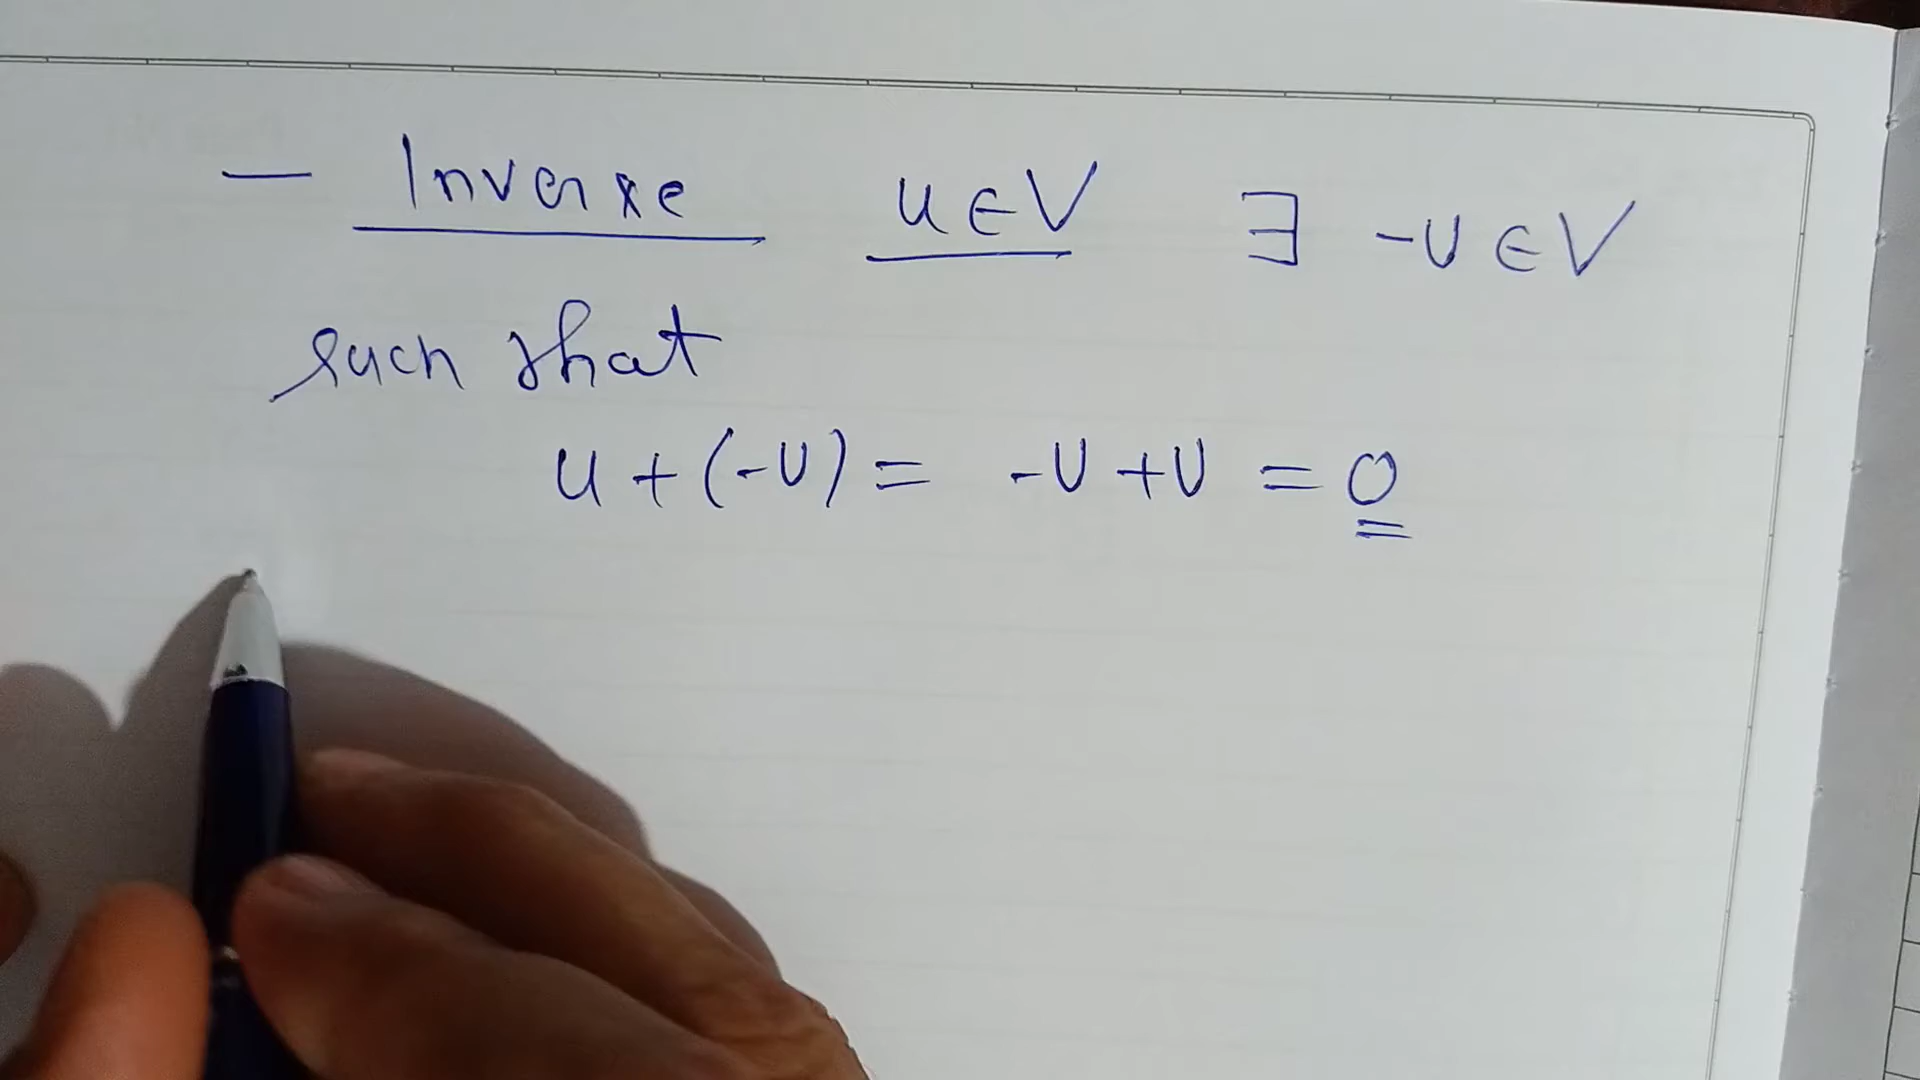 — Inverse u∈V ∃ -u∈V
such that
u + (-u) = -u + u = 0